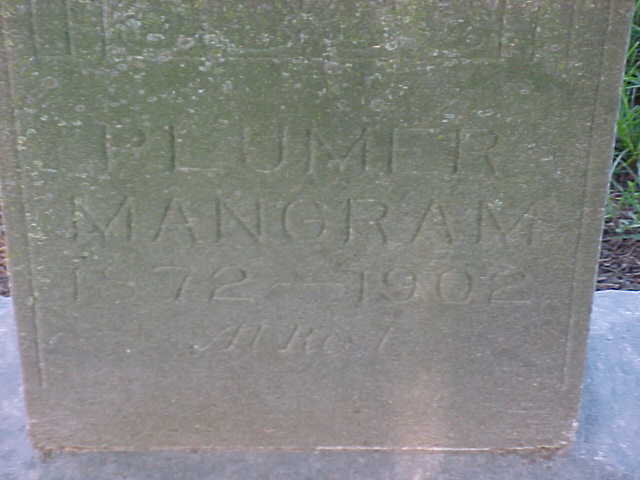 PLUMER
MANGRAM
1872-1902
At Rest